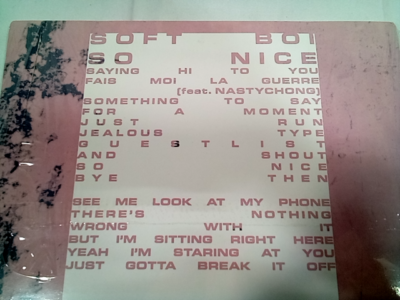 SOFT BOI
SO NICE
SAYING HI TO YOU
FAIS MOI LA GUERRE
(feat. NASTYCHONG)
SOMETHING TO SAY
FOR A MOMENT
JUST RUN
JEALOUS TYPE
GUESTLIST
AND SHOUT
SO NICE
BYE THEN
SEE ME LOOK AT MY PHONE
THERE'S NOTHING
WRONG WITH IT
BUT I'M SITTING RIGHT HERE
YEAH I'M STARING AT YOU
JUST GOTTA BREAK IT OFF